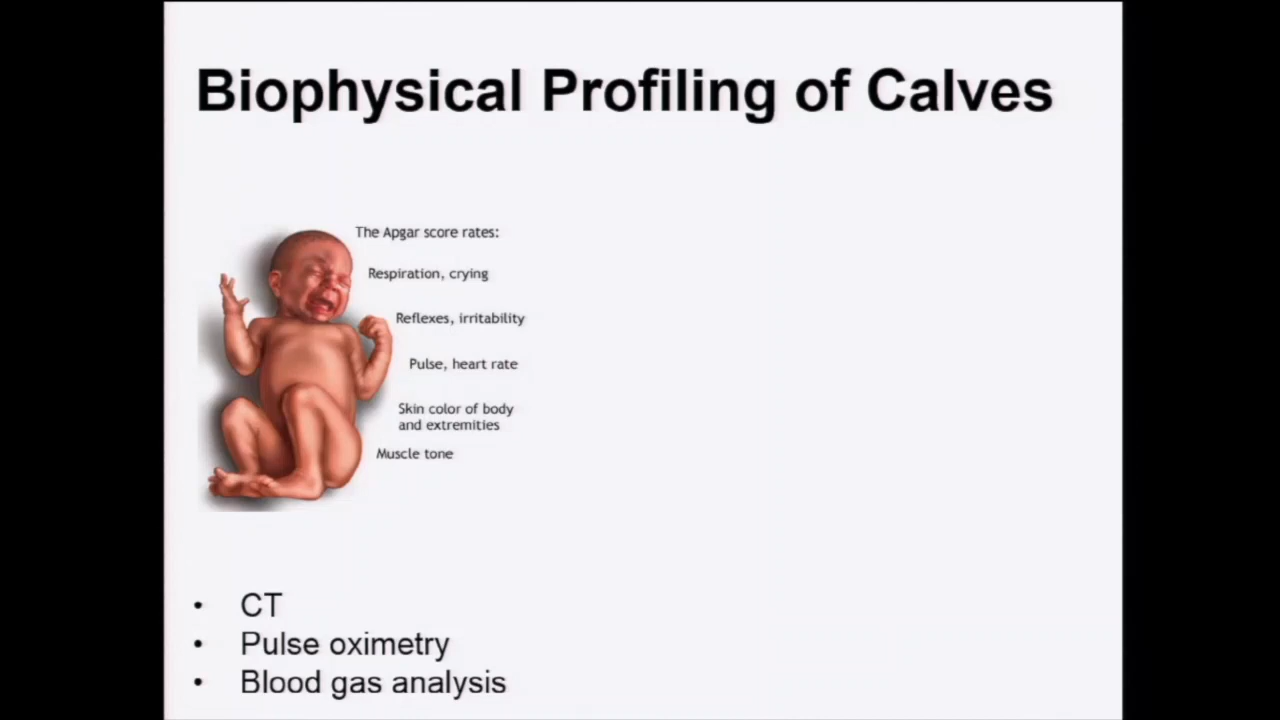 Biophysical Profiling of Calves
The Apgar score rates:
Respiration, crying
Reflexes, irritability
Pulse, heart rate
Skin color of body
and extremities
Muscle tone
• CT
• Pulse oximetry
• Blood gas analysis